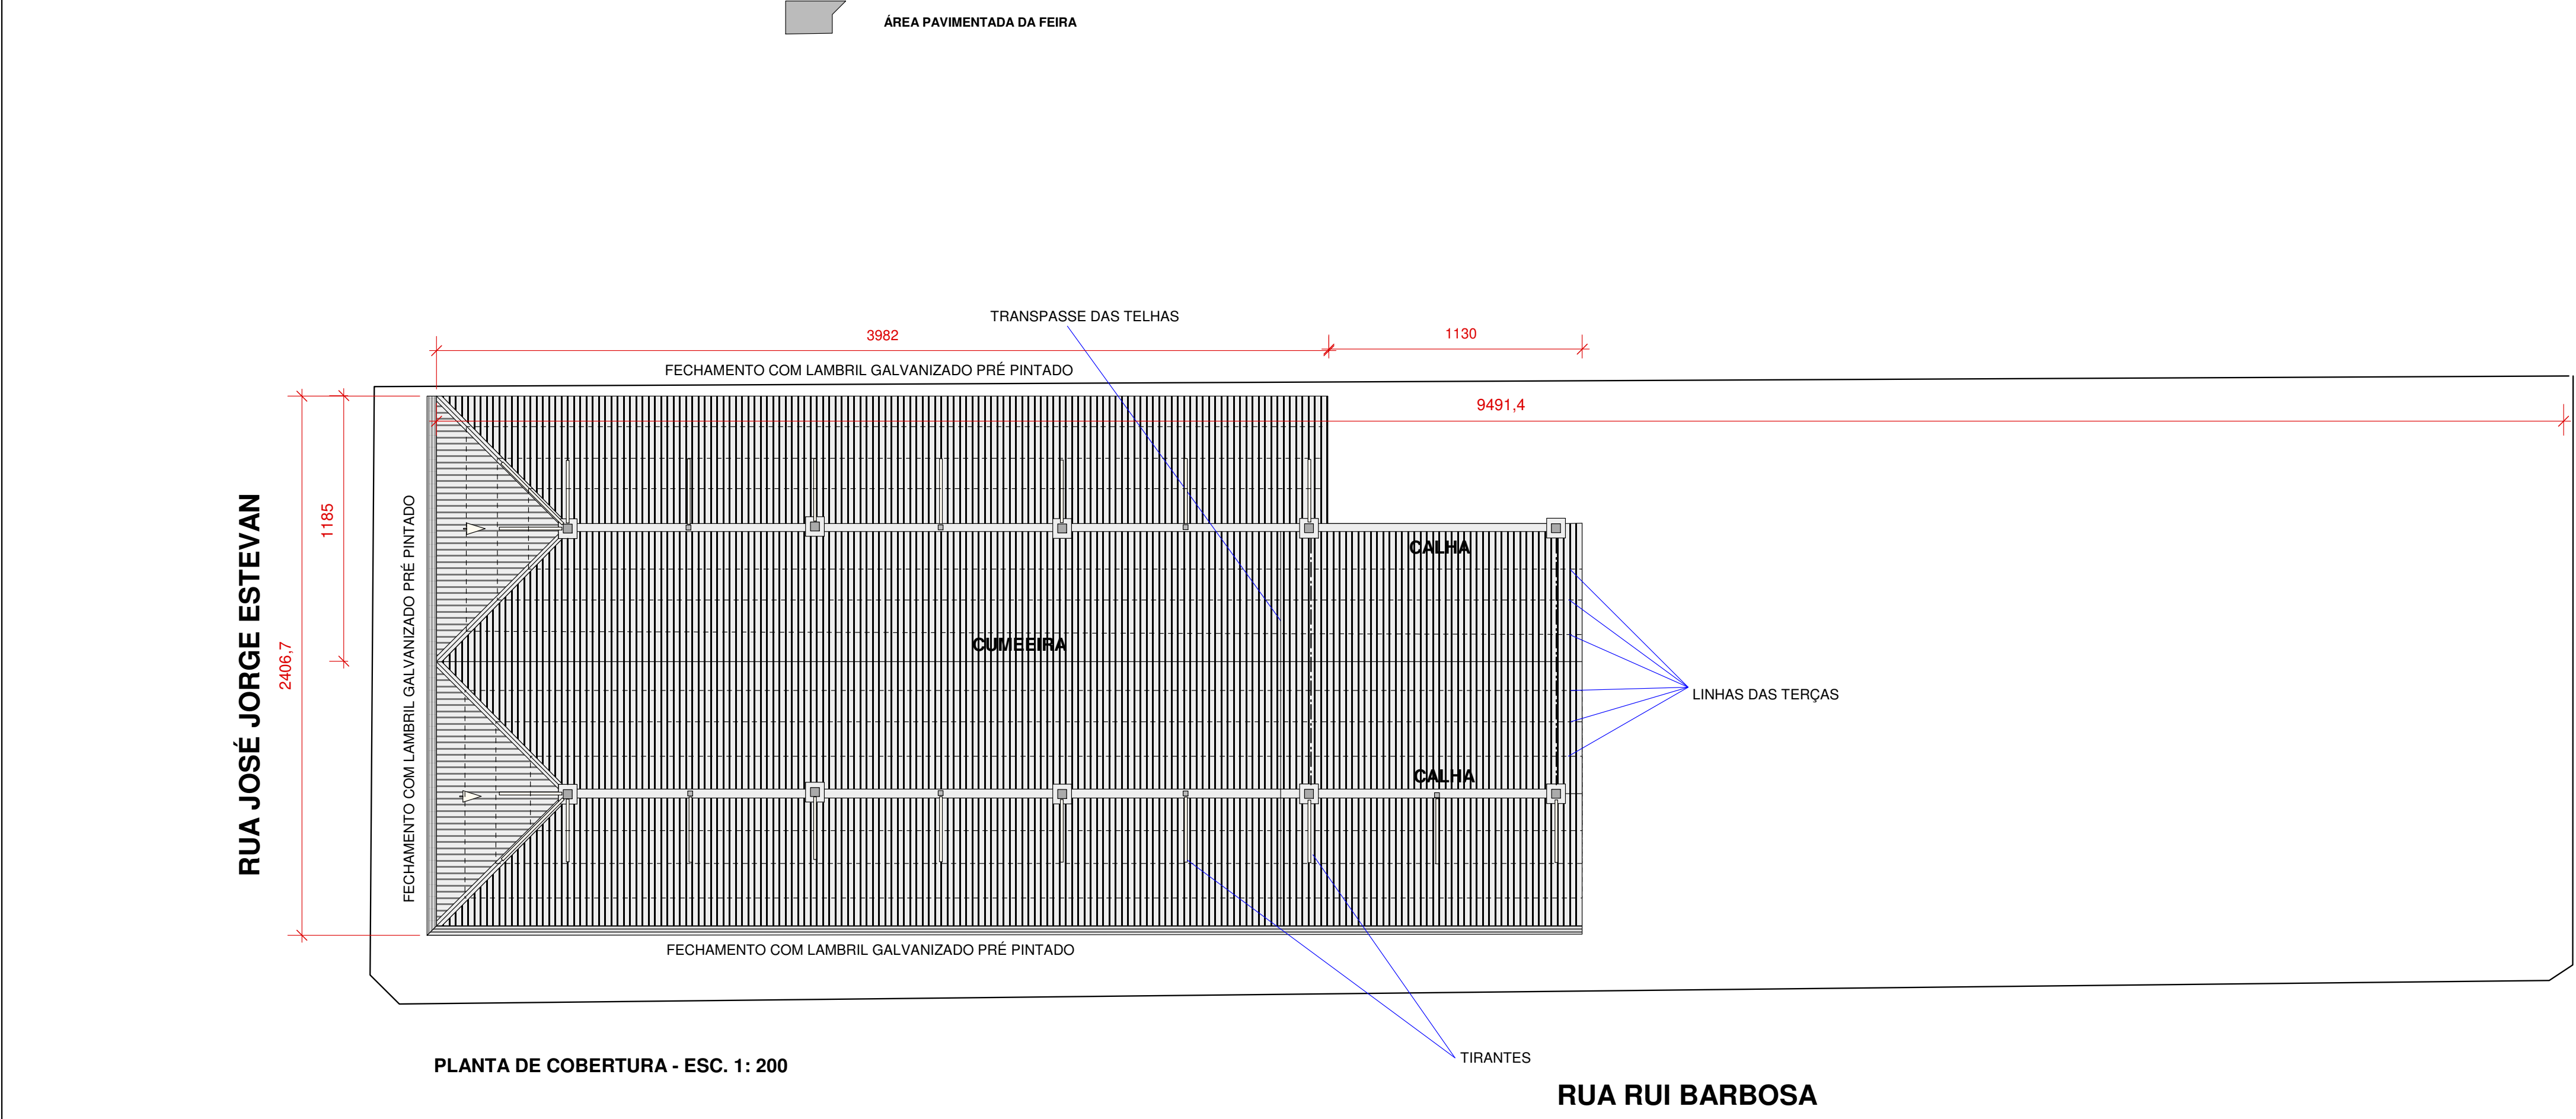 ÁREA PAVIMENTADA DA FEIRA
TRANSPASSE DAS TELHAS
3982
1130
FECHAMENTO COM LAMBRIL GALVANIZADO PRÉ PINTADO
9491,4
RUA JOSÉ JORGE ESTEVAN
2406,7
1185
FECHAMENTO COM LAMBRIL GALVANIZADO PRÉ PINTADO
CALHA
CUMEEIRA
LINHAS DAS TERÇAS
CALHA
FECHAMENTO COM LAMBRIL GALVANIZADO PRÉ PINTADO
TIRANTES
PLANTA DE COBERTURA - ESC. 1: 200
RUA RUI BARBOSA